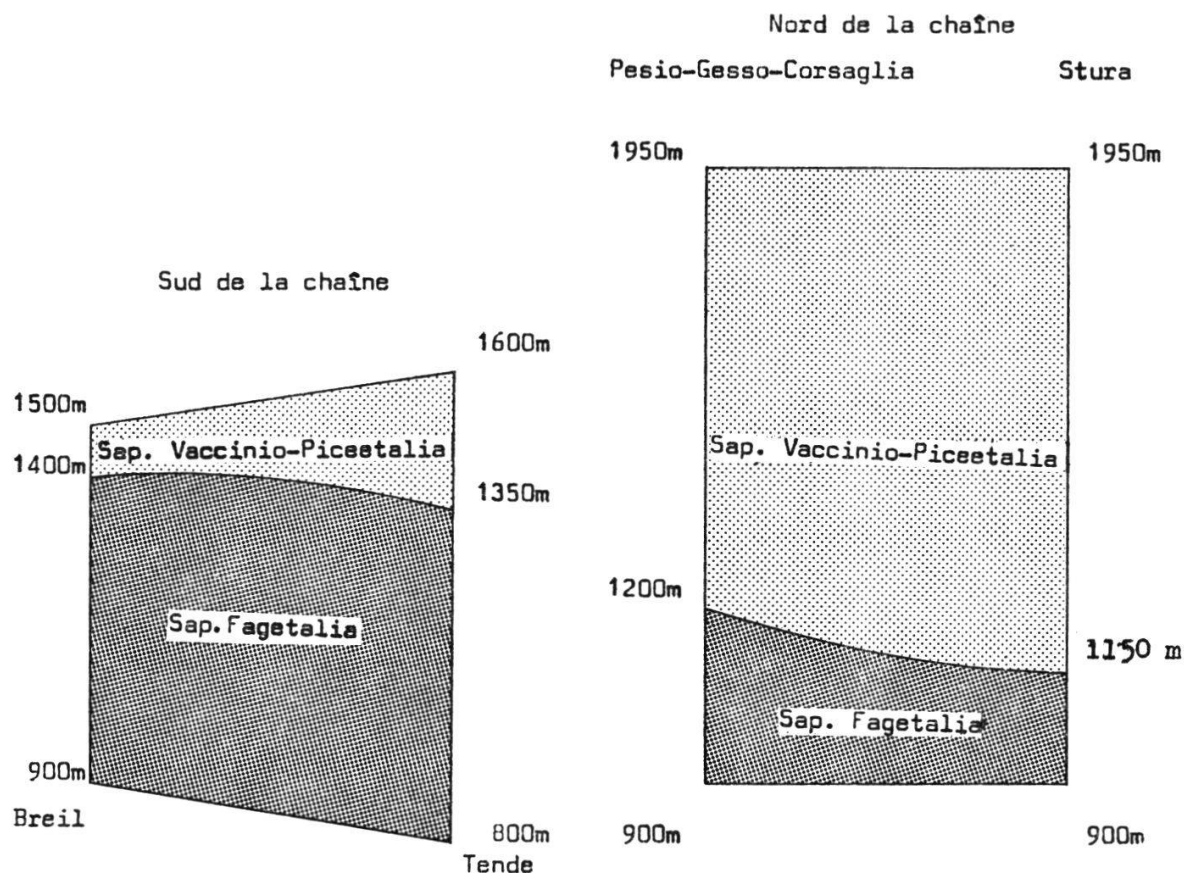 Nord de la chaîne
Pesio-Gesso-Corsaglia Stura
1950m 1950m
Sud de la chaîne
1600m
1500m
Sap. Vaccinio-Piceetalia
1400m
1350m
Sap. Vaccinio-Piceetalia
1200m
Sap. Fagetalia
1150 m
Sap. Fagetalia
900m
Breil
800m
Tende
900m 900m